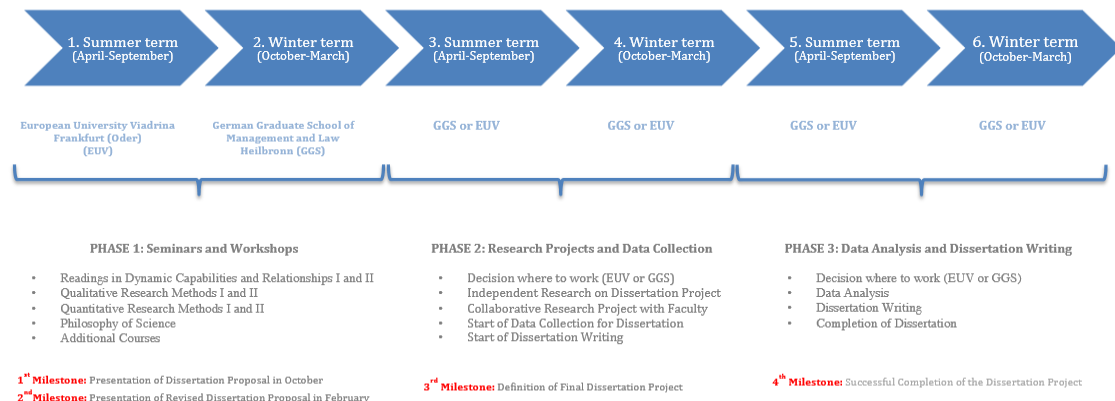 1. Summer term
(April-September)
2. Winter term
(October-March)
3. Summer term
(April-September)
4. Winter term
(October-March)
5. Summer term
(April-September)
6. Winter term
(October-March)
European University Viadrina
Frankfurt (Oder)
(EUV)
German Graduate School of
Management and Law
Heilbronn (GGS)
GGS or EUV
GGS or EUV
GGS or EUV
GGS or EUV
PHASE 1: Seminars and Workshops
• Readings in Dynamic Capabilities and Relationships I and II
• Qualitative Research Methods I and II
• Quantitative Research Methods I and II
• Philosophy of Science
• Additional Courses
1st Milestone: Presentation of Dissertation Proposal in October
2nd Milestone: Presentation of Revised Dissertation Proposal in February
PHASE 2: Research Projects and Data Collection
• Decision where to work (EUV or GGS)
• Independent Research on Dissertation Project
• Collaborative Research Project with Faculty
• Start of Data Collection for Dissertation
• Start of Dissertation Writing
3rd Milestone: Definition of Final Dissertation Project
PHASE 3: Data Analysis and Dissertation Writing
• Decision where to work (EUV or GGS)
• Data Analysis
• Dissertation Writing
• Completion of Dissertation
4th Milestone: Successful Completion of the Dissertation Project